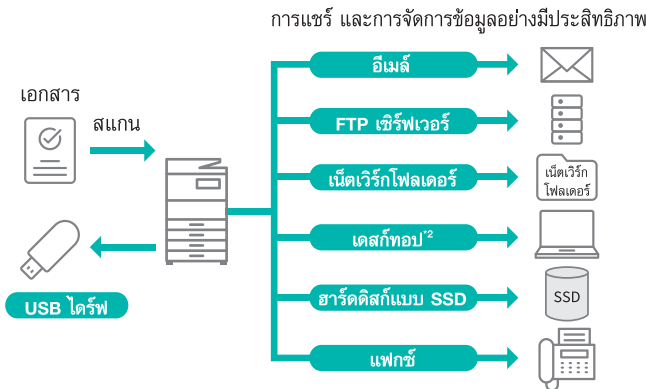 การแชร์ และการจัดการข้อมูลอย่างมีประสิทธิภาพ
เอกสาร
สแกน
USB ไดร์ฟ
อีเมล์
FTP เซิร์ฟเวอร์
เน็ตเวิร์กโฟลเดอร์
เน็ตเวิร์ก
โฟลเดอร์
เดสก์ทอป*2
ฮาร์ดดิสก์แบบ SSD
SSD
แฟกซ์